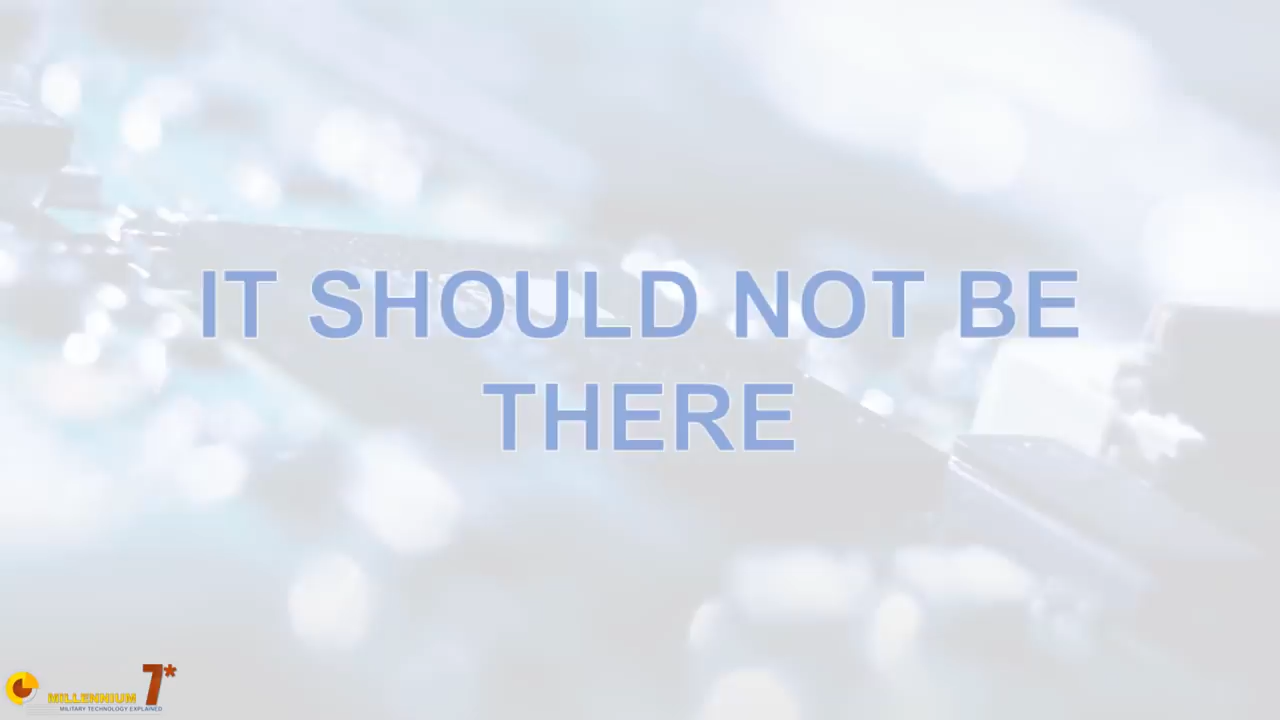 IT SHOULD NOT BE
THERE
MILLENNIUM 7*
MILITARY TECHNOLOGY EXPLAINED